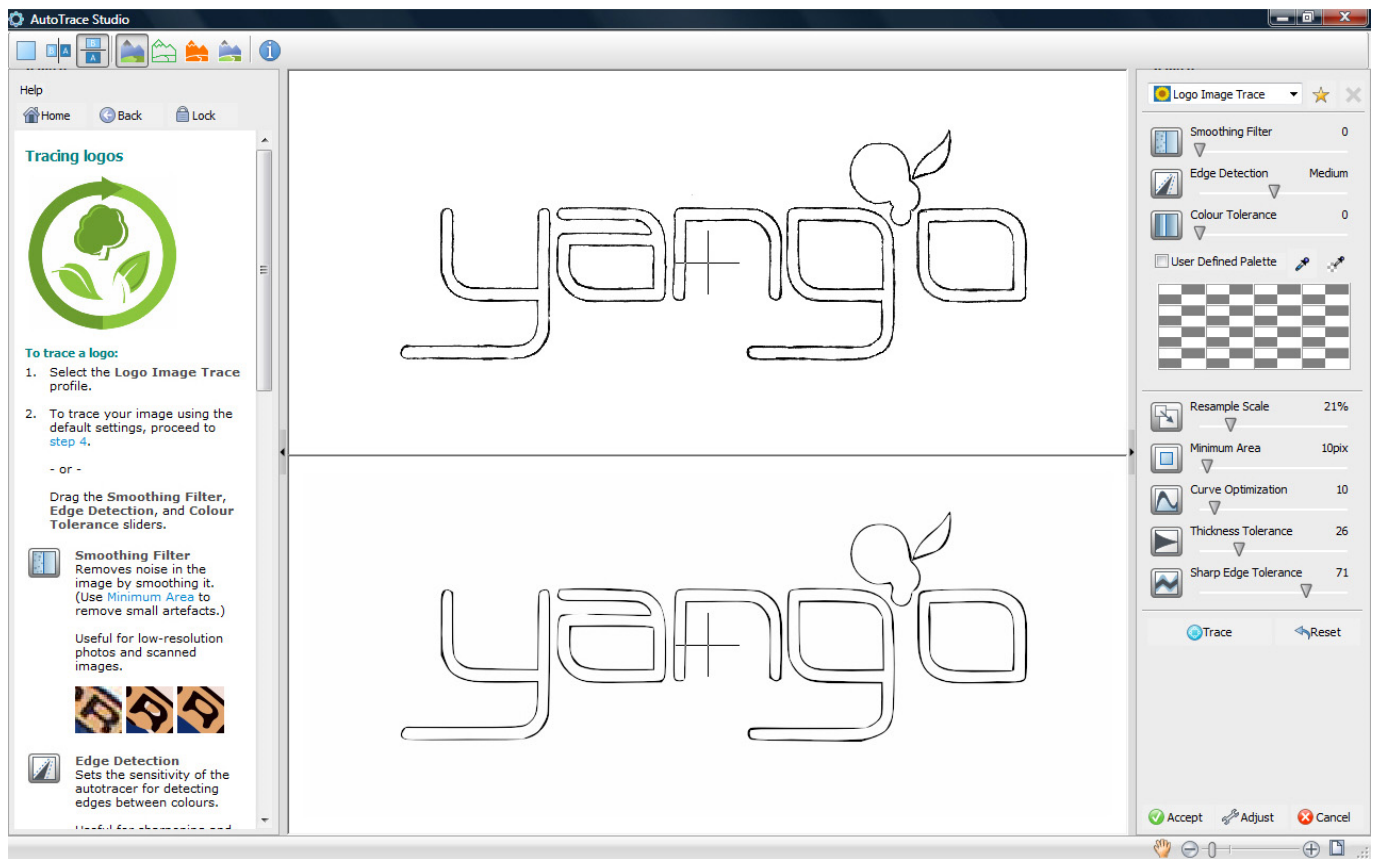 AutoTrace Studio
B
A
A
B
A
i
Help
Home
Back
Lock
Tracing logos
To trace a logo:
1. Select the Logo Image Trace
profile.
2. To trace your image using the
default settings, proceed to
step 4.
- or -
Drag the Smoothing Filter,
Edge Detection, and Colour
Tolerance sliders.
Smoothing Filter
Removes noise in the
image by smoothing it.
(Use Minimum Area to
remove small artefacts.)
Useful for low-resolution
photos and scanned
images.
Edge Detection
Sets the sensitivity of the
autotracer for detecting
edges between colours.
yango
yango
Logo Image Trace
Smoothing Filter 0
Edge Detection Medium
Colour Tolerance 0
User Defined Palette
Resample Scale 21%
Minimum Area 10pix
Curve Optimization 10
Thickness Tolerance 26
Sharp Edge Tolerance 71
Trace
Reset
Accept
Adjust
Cancel